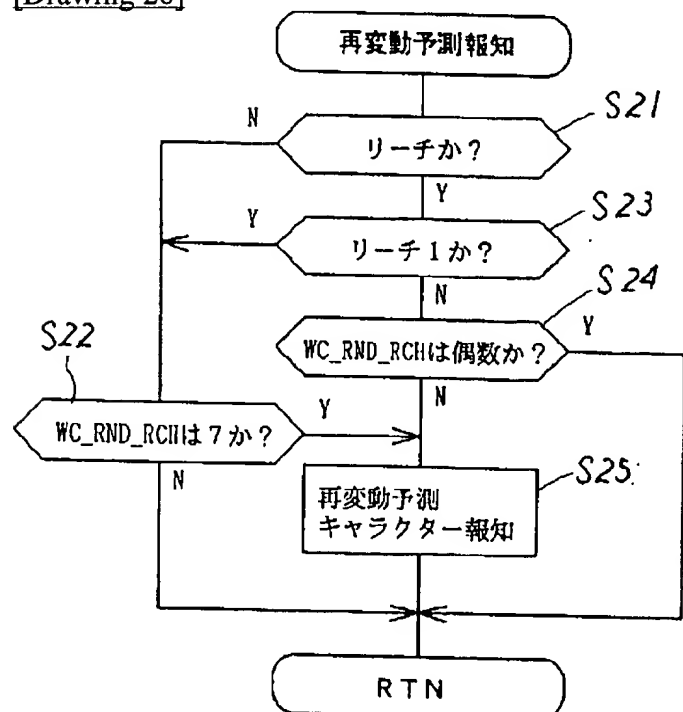 [Drawing 20]
再変動予測報知
S21
N
リーチか？
Y
S23
Y
リーチ１か？
N
S24
WC_RND_RCHは偶数か？
Y
S22
N
WC_RND_RCHは７か？
Y
N
S25
再変動予測
キャラクター報知
RTN